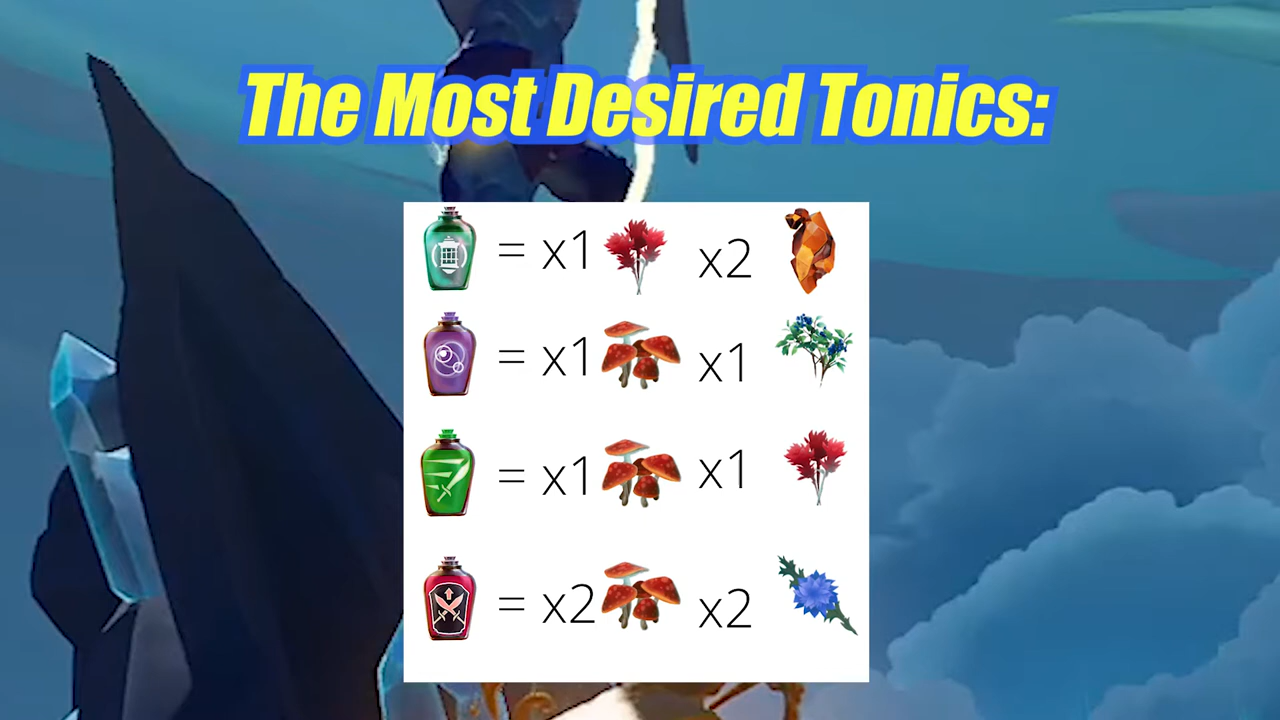 The Most Desired Tonics:
= x1 x2
= x1 x1
= x1 x1
= x2 x2